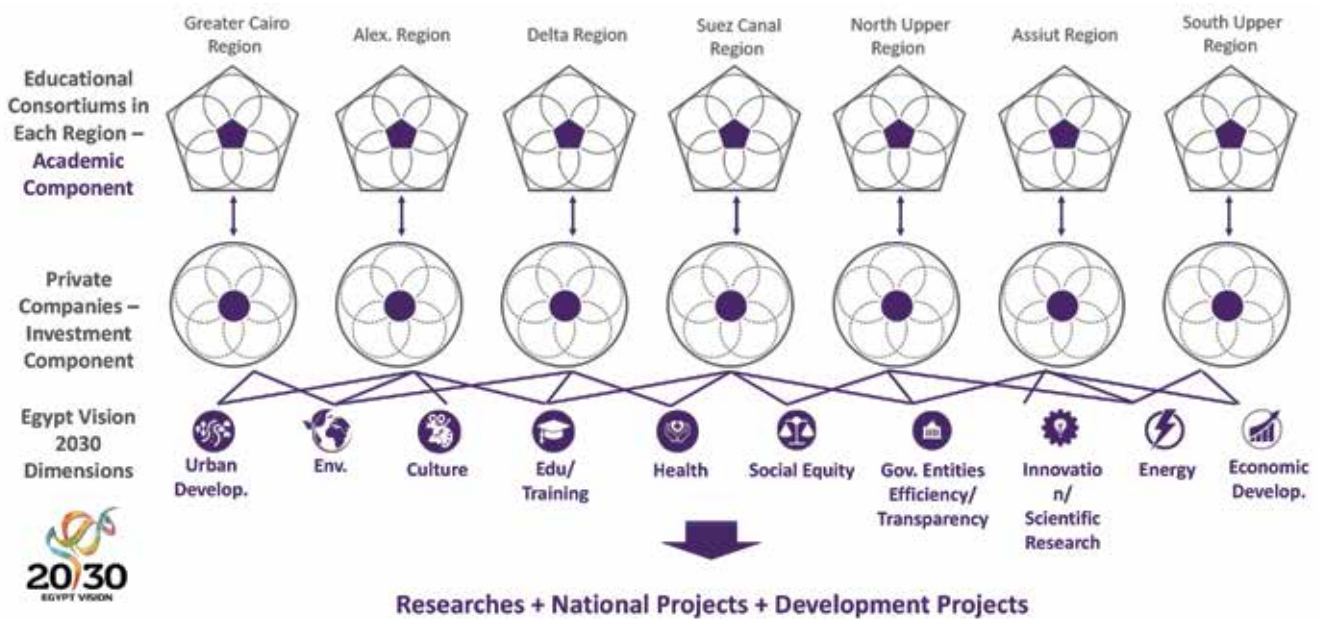 Greater Cairo
Region
Alex. Region
Delta Region
Suez Canal
Region
North Upper
Region
Assiut Region
South Upper
Region
Educational
Consortiums in
Each Region –
Academic
Component
Private
Companies –
Investment
Component
Egypt Vision
2030
Dimensions
Urban
Develop.
Env.
Culture
Edu/
Training
Health
Social Equity
Gov. Entities
Efficiency/
Transparency
Innovatio
n/
Scientific
Research
Energy
Economic
Develop.
20/30
EGYPT VISION
Researches + National Projects + Development Projects